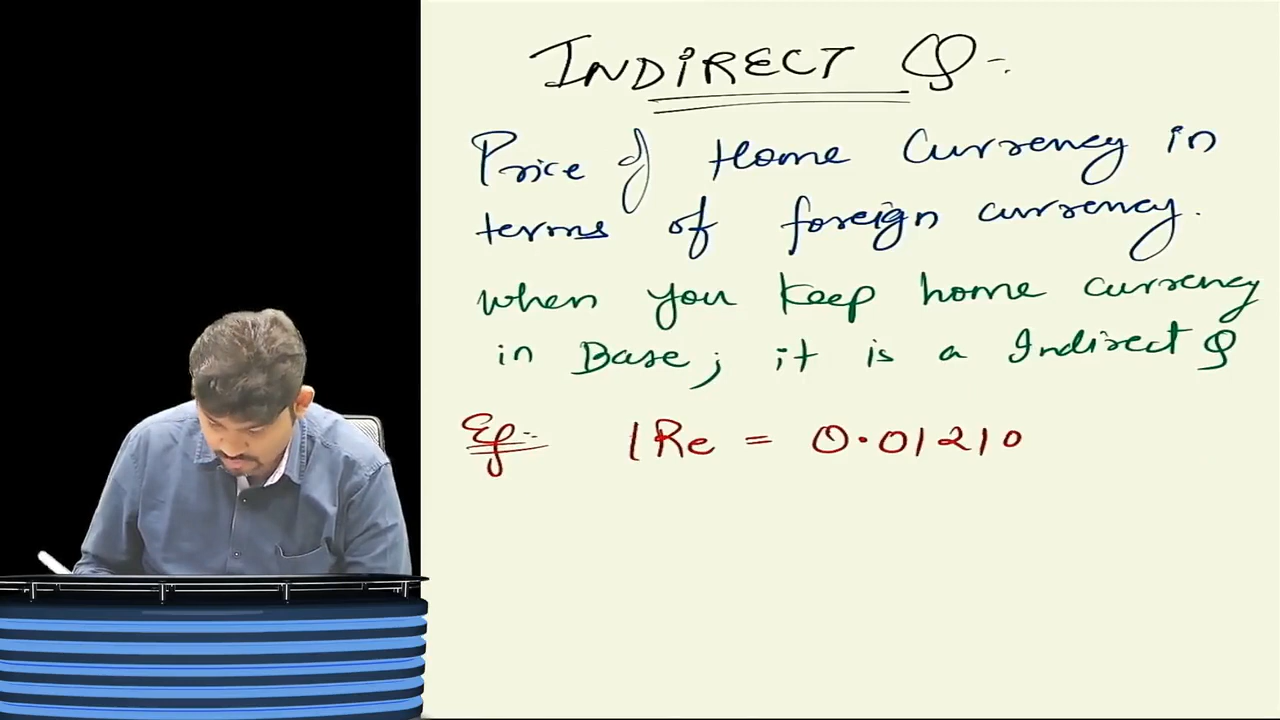 INDIRECT Q:-
Price of Home Currency in
terms of foreign currency.
when you keep home currency
in Base; it is a Indirect Q
Eg:- 1Re = 0.01210